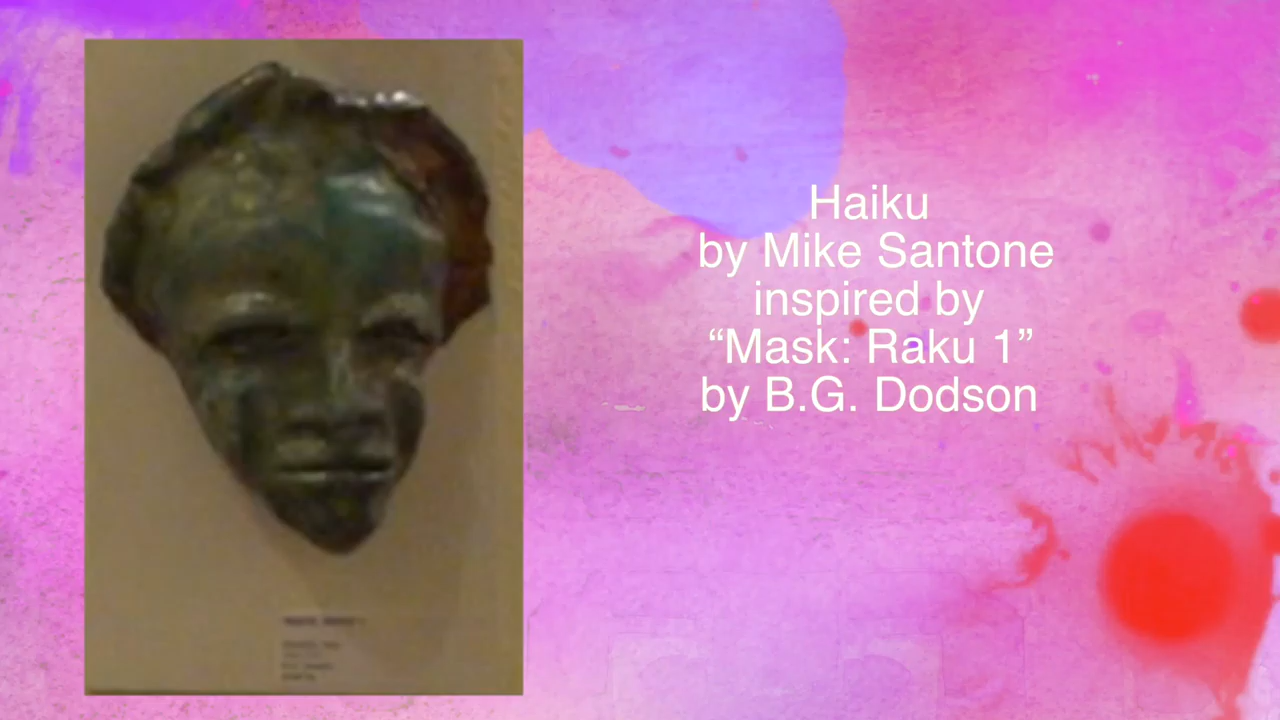 Haiku
by Mike Santone
inspired by
“Mask: Raku 1”
by B.G. Dodson